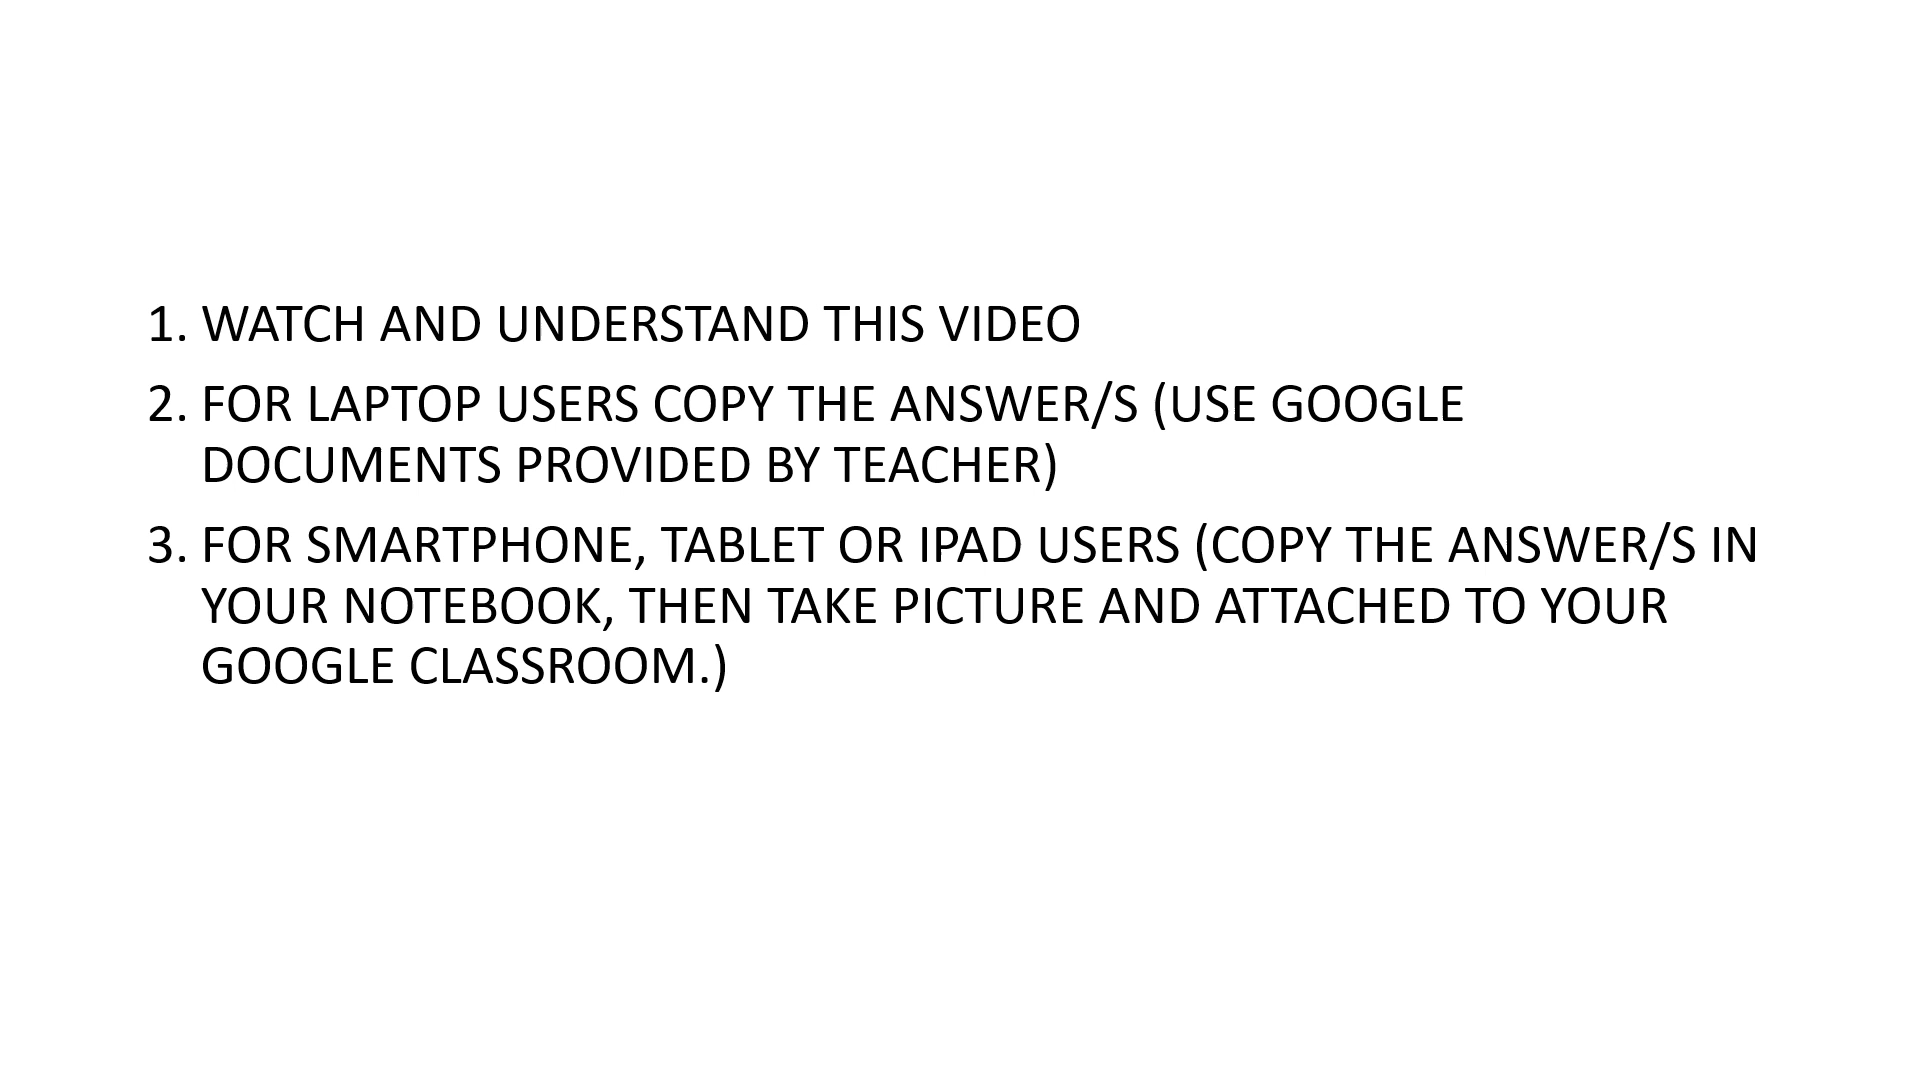 1. WATCH AND UNDERSTAND THIS VIDEO
2. FOR LAPTOP USERS COPY THE ANSWER/S (USE GOOGLE
DOCUMENTS PROVIDED BY TEACHER)
3. FOR SMARTPHONE, TABLET OR IPAD USERS (COPY THE ANSWER/S IN
YOUR NOTEBOOK, THEN TAKE PICTURE AND ATTACHED TO YOUR
GOOGLE CLASSROOM.)